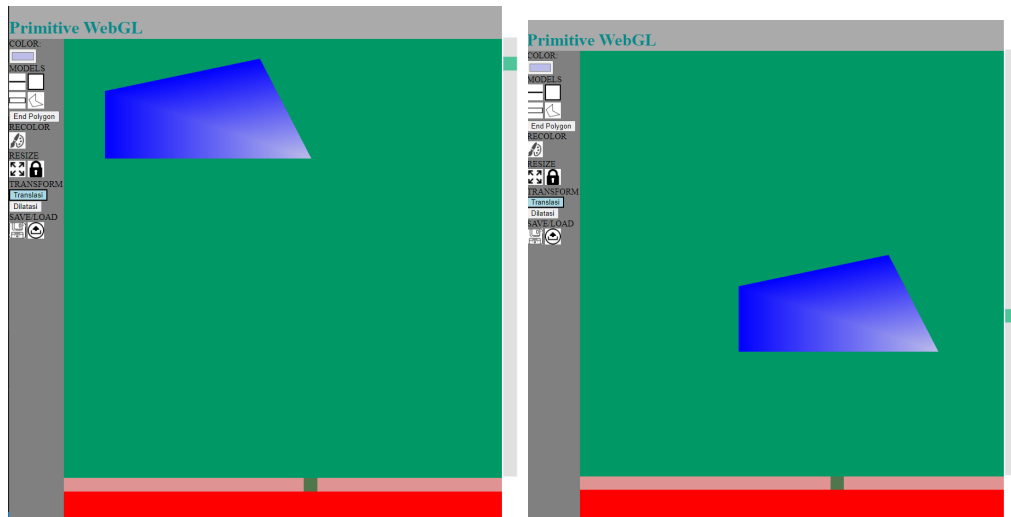 Primitive WebGL
COLOR:
MODELS
End Polygon
RECOLOR
RESIZE
TRANSFORM
Translasi
Dilatasi
SAVE/LOAD
Primitive WebGL
COLOR:
MODELS
End Polygon
RECOLOR
RESIZE
TRANSFORM
Translasi
Dilatasi
SAVE/LOAD